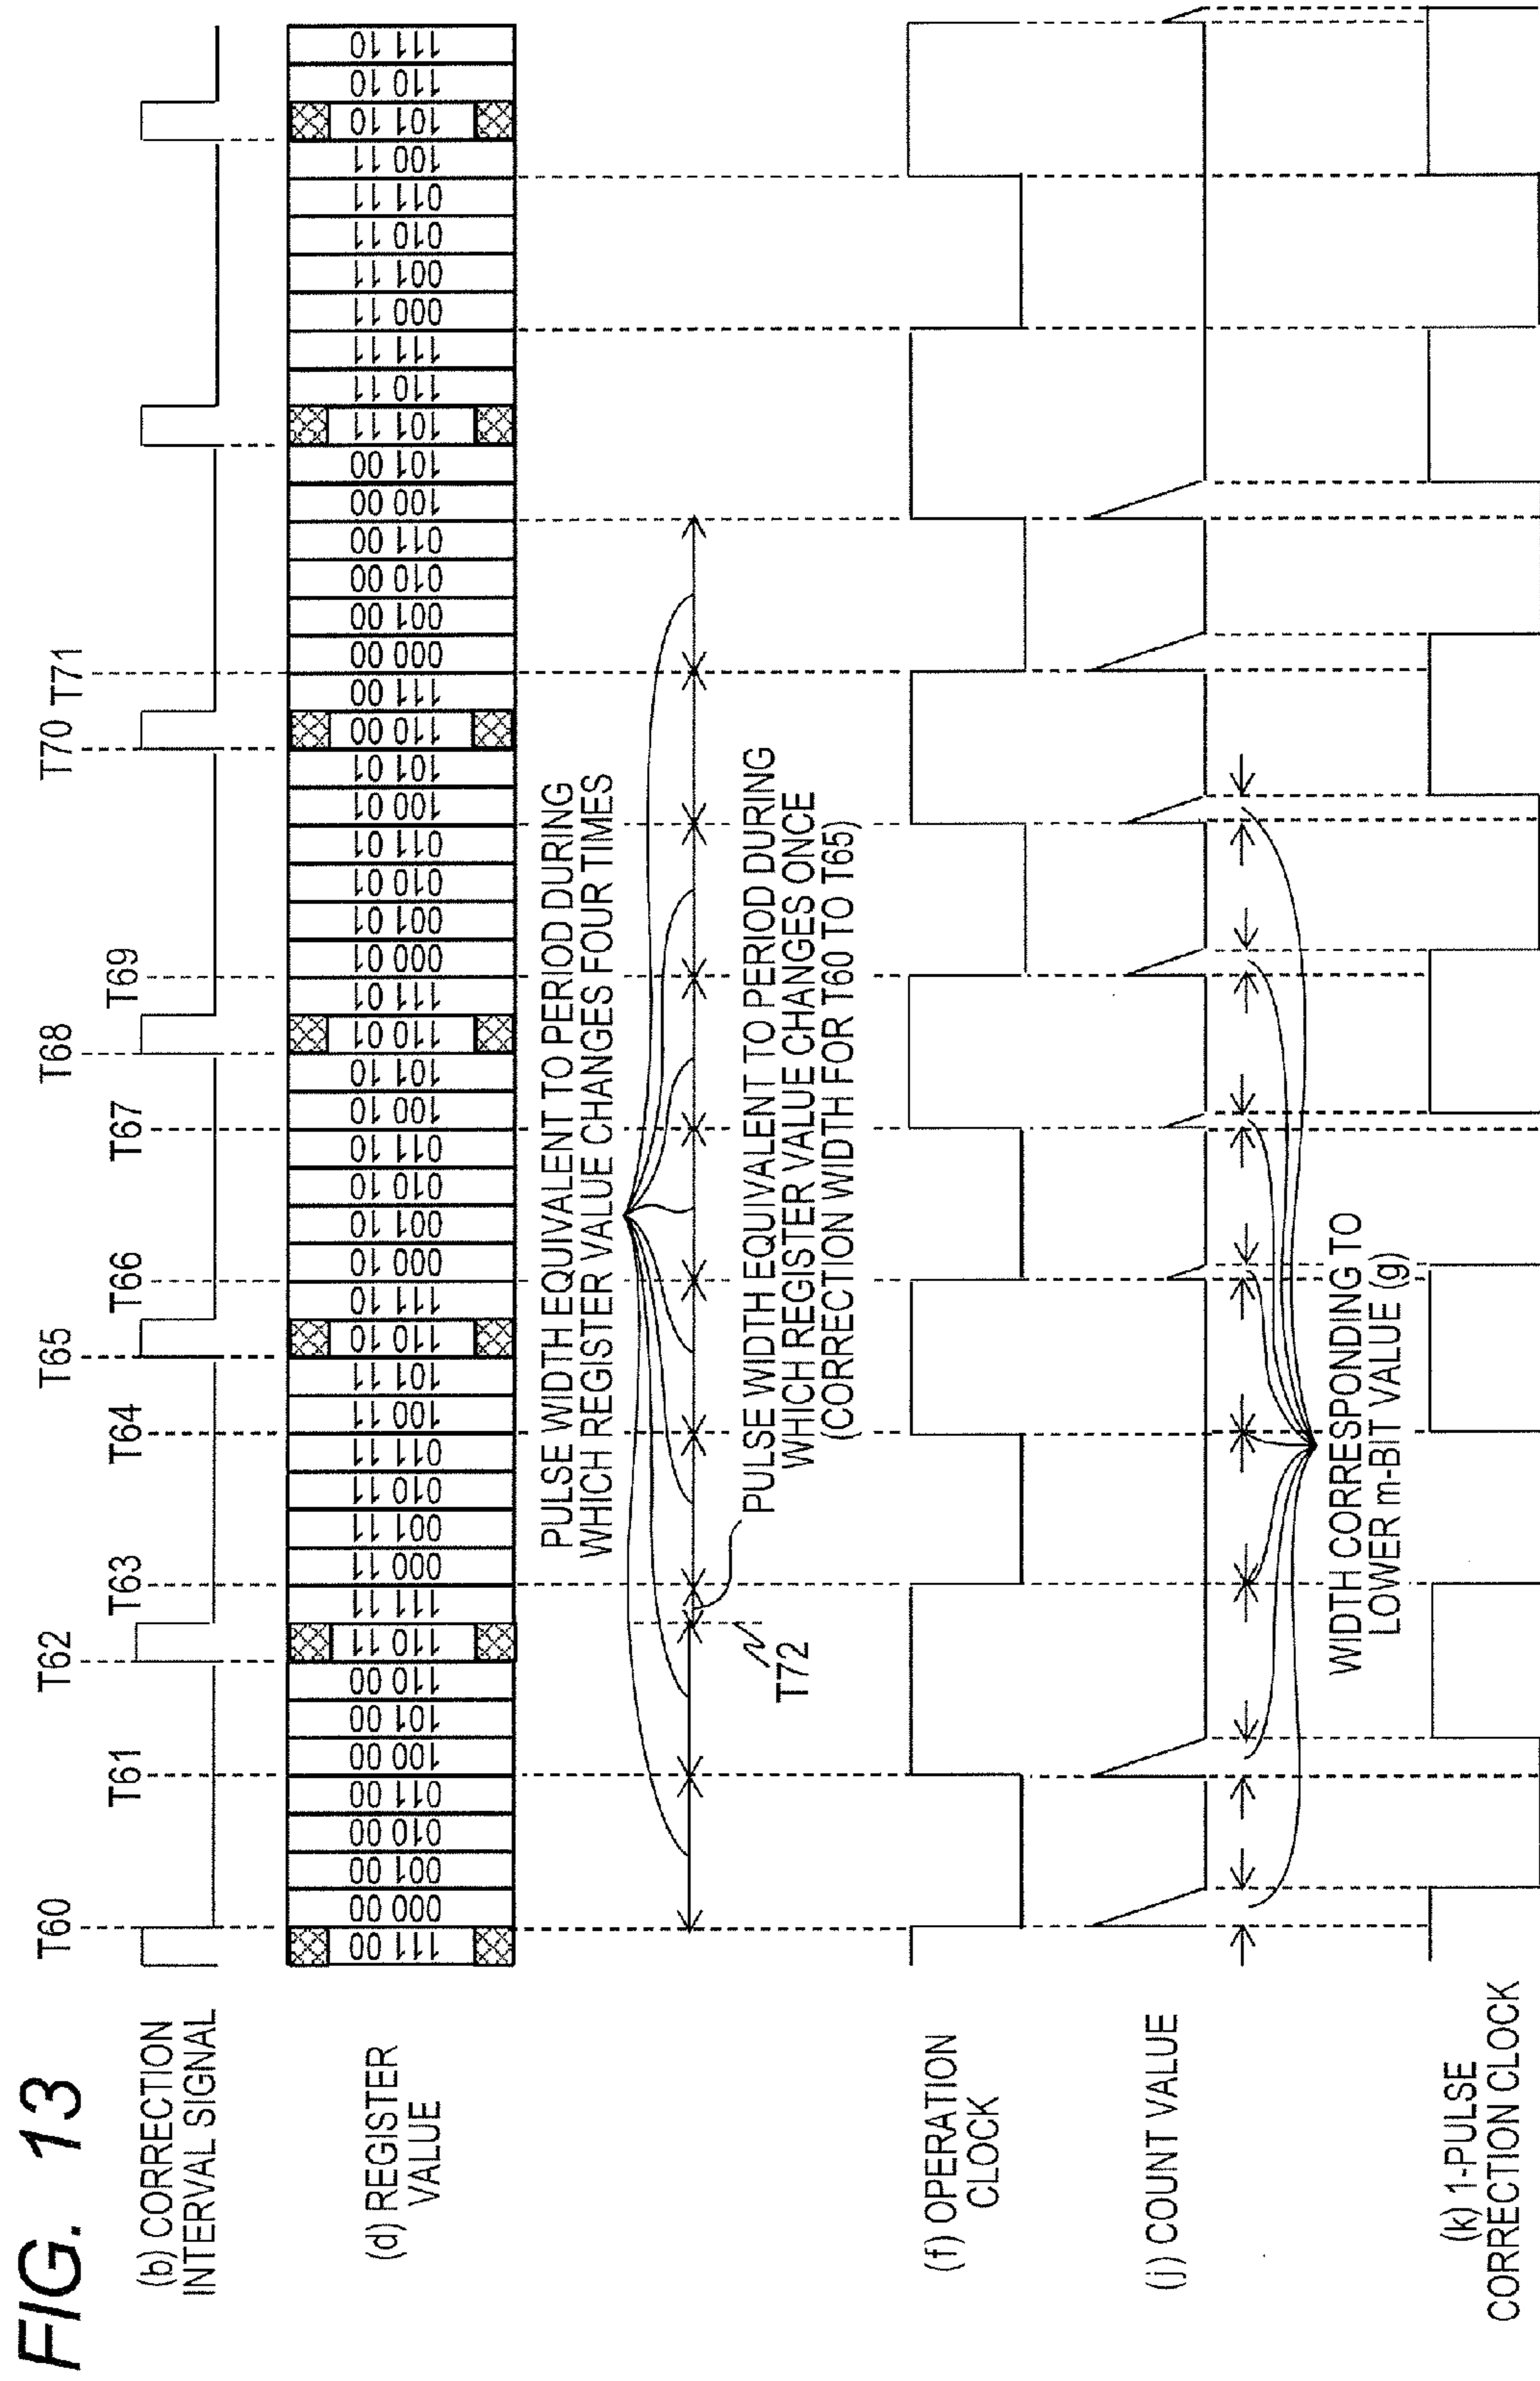 FIG. 13
T60
T61
T62
T63
T64
T65
T66
T67
T68
T69
T70
T71
(b) CORRECTION
INTERVAL SIGNAL
(d) REGISTER
VALUE
111 00
000 00
001 00
010 00
011 00
100 00
101 00
110 00
110 11
111 11
000 11
001 11
010 11
011 11
100 11
101 11
110 10
111 10
000 10
001 10
010 10
011 10
100 10
101 10
110 01
111 01
000 01
001 01
010 01
011 01
100 01
101 01
110 00
111 00
000 00
001 00
010 00
011 00
100 00
101 00
101 11
110 11
111 11
000 11
001 11
010 11
011 11
100 11
101 10
110 10
111 10
PULSE WIDTH EQUIVALENT TO PERIOD DURING
WHICH REGISTER VALUE CHANGES FOUR TIMES
T72
PULSE WIDTH EQUIVALENT TO PERIOD DURING
WHICH REGISTER VALUE CHANGES ONCE
(CORRECTION WIDTH FOR T60 TO T65)
(f) OPERATION
CLOCK
(j) COUNT VALUE
WIDTH CORRESPONDING TO
LOWER m-BIT VALUE (g)
(k) 1-PULSE
CORRECTION CLOCK